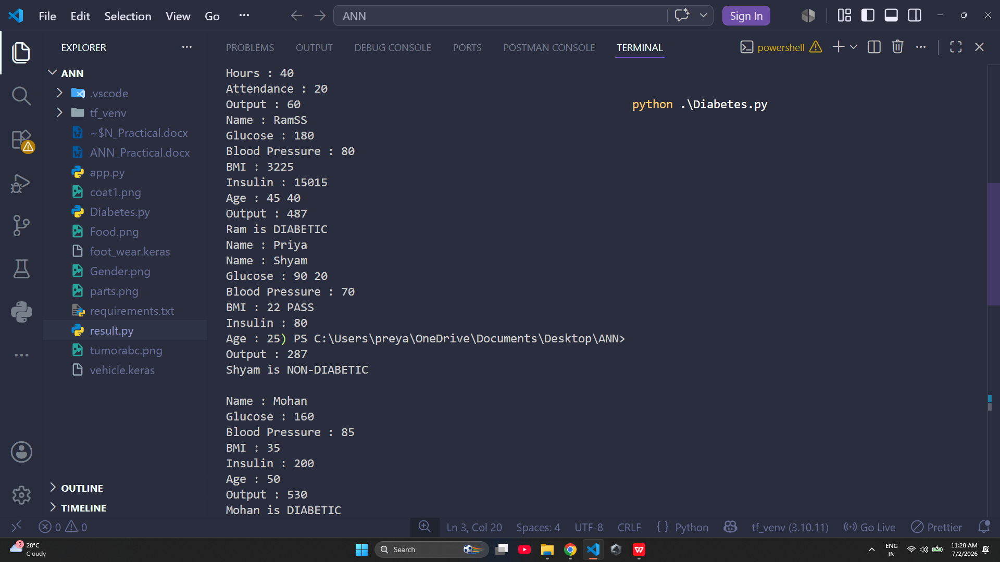 File Edit Selection View Go ···
ANN
Sign In
EXPLORER ···
PROBLEMS OUTPUT DEBUG CONSOLE PORTS POSTMAN CONSOLE TERMINAL
powershell
ANN
.vscode
tf_venv
~$N_Practical.docx
ANN_Practical.docx
app.py
coat1.png
Diabetes.py
Food.png
foot_wear.keras
Gender.png
parts.png
requirements.txt
result.py
tumorabc.png
vehicle.keras
OUTLINE
TIMELINE
Hours : 40
Attendance : 20
Output : 60 python .\Diabetes.py
Name : RamSS
Glucose : 180
Blood Pressure : 80
BMI : 3225
Insulin : 15015
Age : 45 40
Output : 487
Ram is DIABETIC
Name : Priya
Name : Shyam
Glucose : 90 20
Blood Pressure : 70
BMI : 22 PASS
Insulin : 80
Age : 25) PS C:\Users\preya\OneDrive\Documents\Desktop\ANN>
Output : 287
Shyam is NON-DIABETIC
Name : Mohan
Glucose : 160
Blood Pressure : 85
BMI : 35
Insulin : 200
Age : 50
Output : 530
Mohan is DIABETIC
0 0
Ln 3, Col 20 Spaces: 4 UTF-8 CRLF { } Python tf_venv (3.10.11) Go Live Prettier
2
28°C
Cloudy
Search
ENG
IN
11:28 AM
7/2/2026